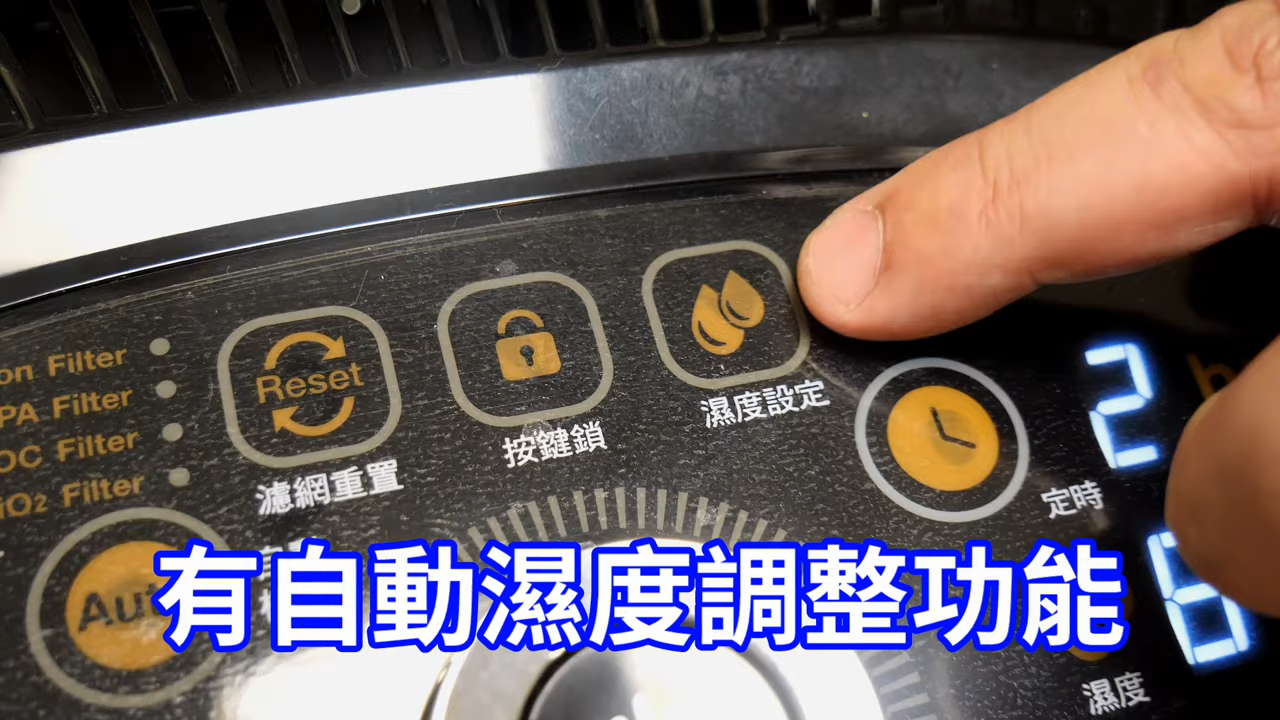 on Filter
PA Filter
OC Filter
iO2 Filter
Reset
濾網重置
按鍵鎖
濕度設定
定時
2
Aut
有自動濕度調整功能
濕度